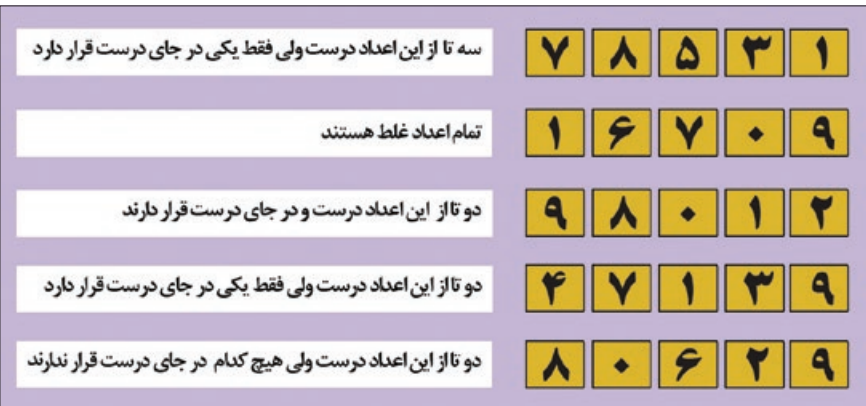 سه تا از این اعداد درست ولی فقط یکی در جای درست قرار دارد ۷ ۸ ۵ ۳ ۱
تمام اعداد غلط هستند ۱ ۶ ۷ ۰ ۹
دو تا از این اعداد درست و در جای درست قرار دارند ۹ ۸ ۰ ۱ ۲
دو تا از این اعداد درست ولی فقط یکی در جای درست قرار دارد ۴ ۷ ۱ ۳ ۹
دو تا از این اعداد درست ولی هیچ کدام در جای درست قرار ندارند ۸ ۰ ۶ ۲ ۹